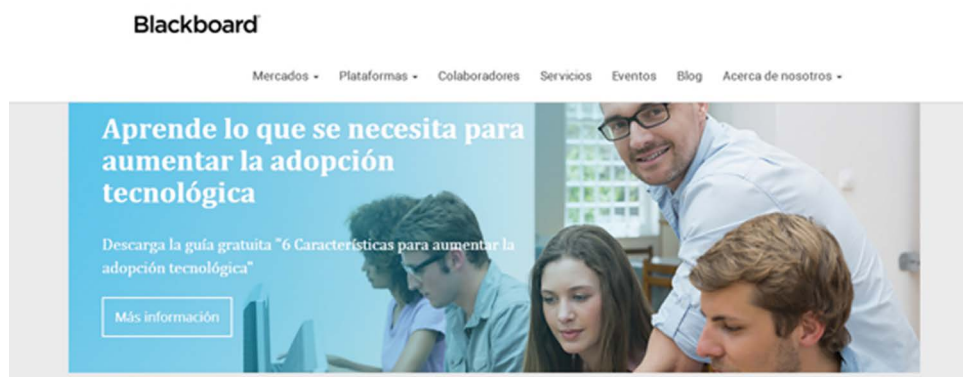 Blackboard
Mercados Plataformas Colaboradores Servicios Eventos Blog Acerca de nosotros
Aprende lo que se necesita para
aumentar la adopción
tecnológica
Descarga la guía gratuita "6 Características para aumentar la
adopción tecnológica"
Más información